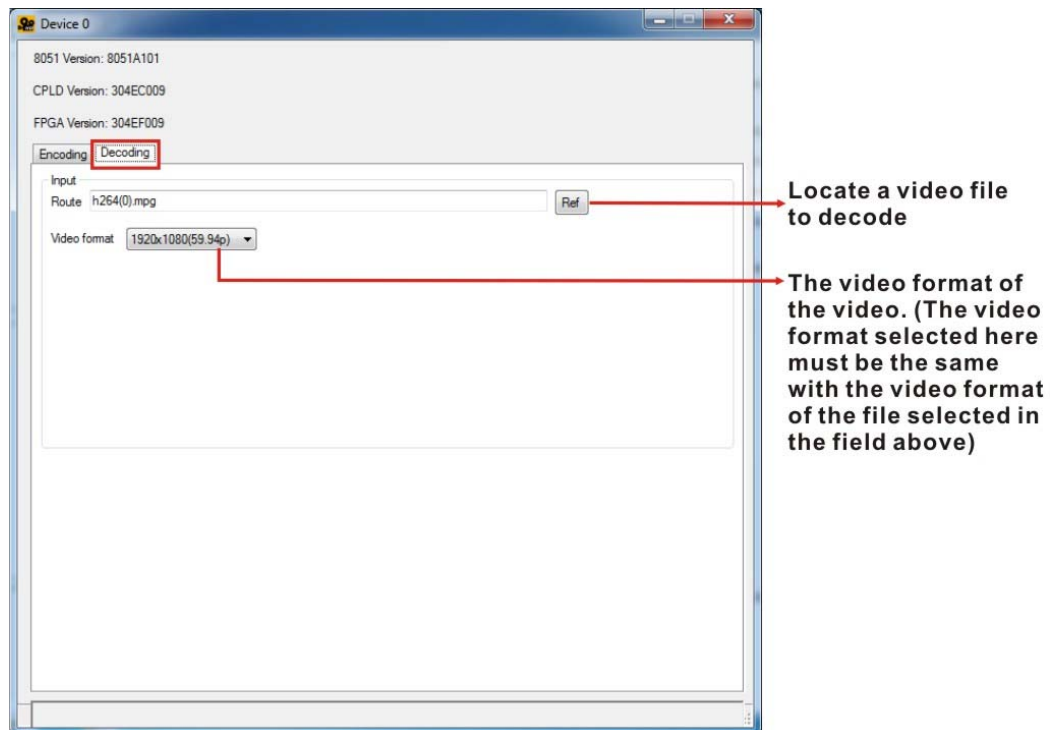 Device 0
8051 Version: 8051A101
CPLD Version: 304EC009
FPGA Version: 304EF009
Encoding Decoding
Input
Route h264(0).mpg Ref
Video format 1920x1080(59.94p)
Locate a video file
to decode
The video format of
the video. (The video
format selected here
must be the same
with the video format
of the file selected in
the field above)